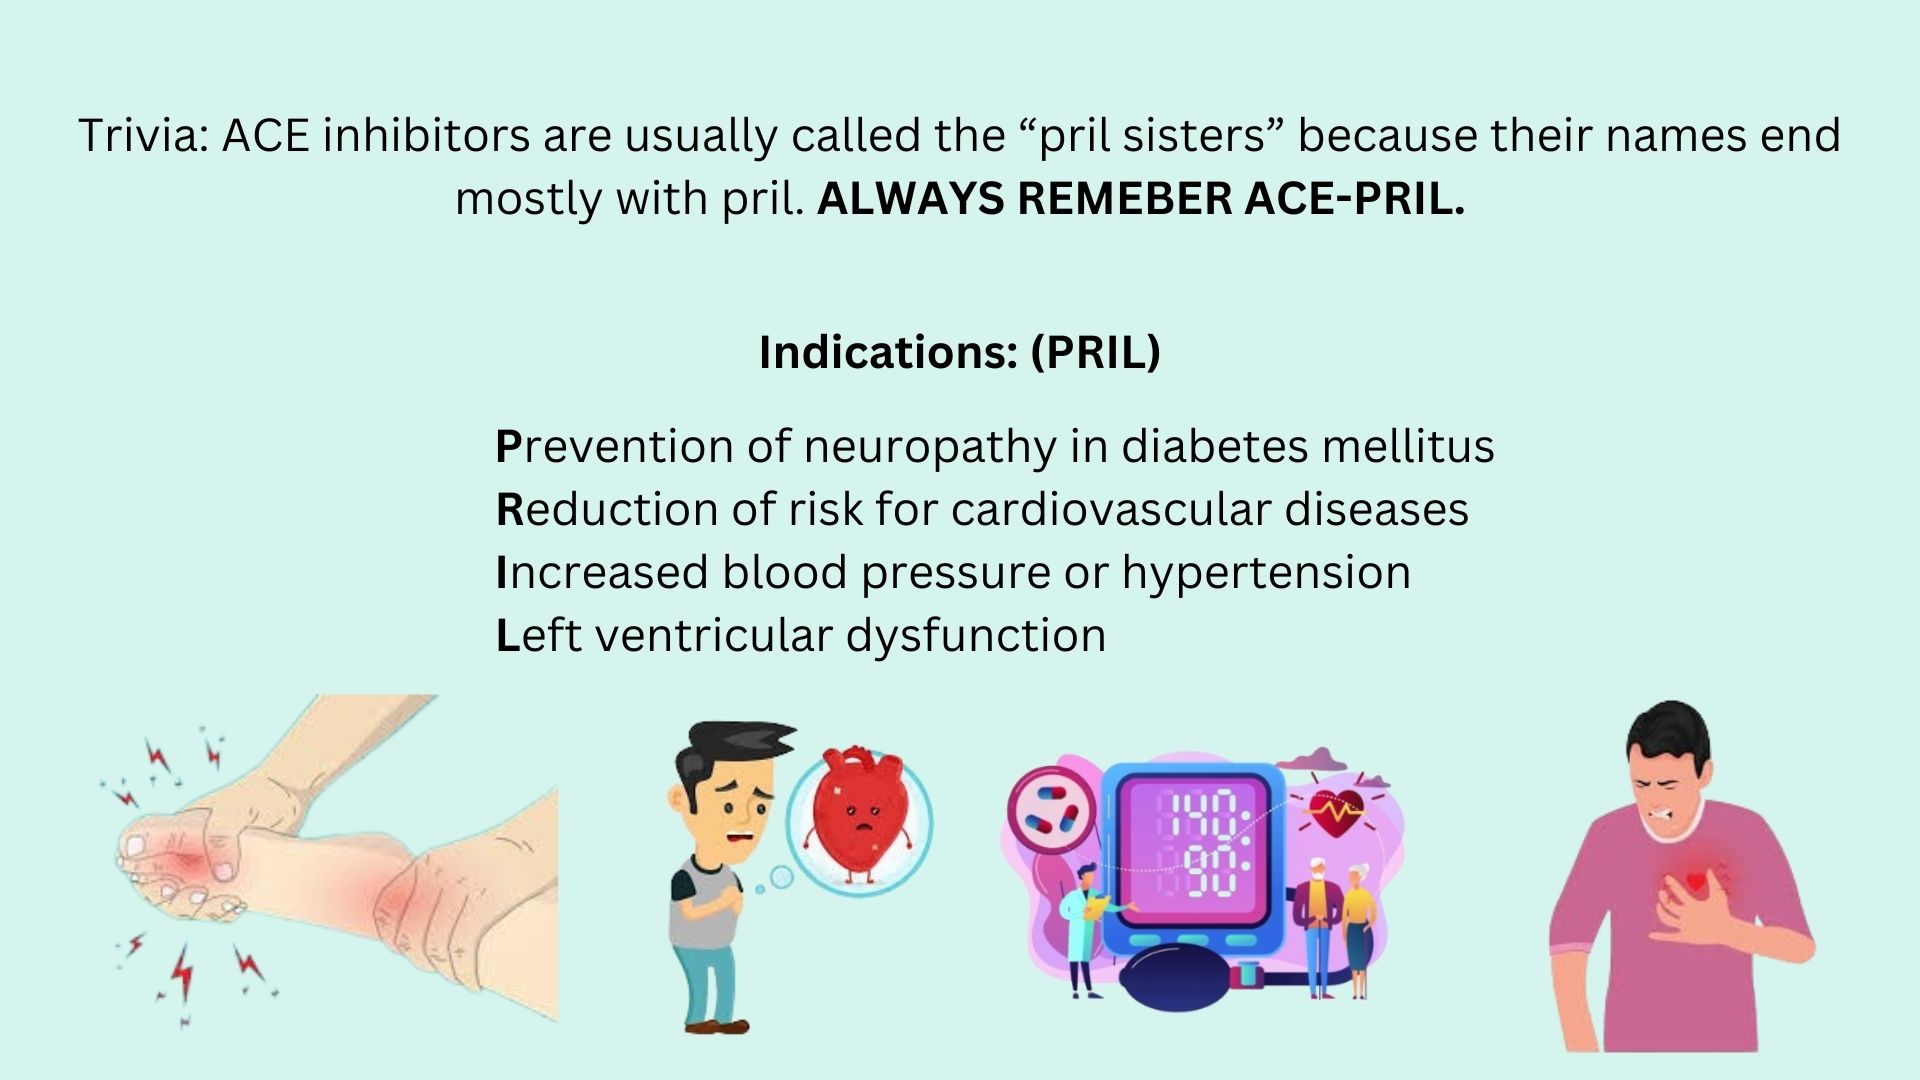 Trivia: ACE inhibitors are usually called the “pril sisters” because their names end
mostly with pril. ALWAYS REMEBER ACE-PRIL.
Indications: (PRIL)
Prevention of neuropathy in diabetes mellitus
Reduction of risk for cardiovascular diseases
Increased blood pressure or hypertension
Left ventricular dysfunction
140
90